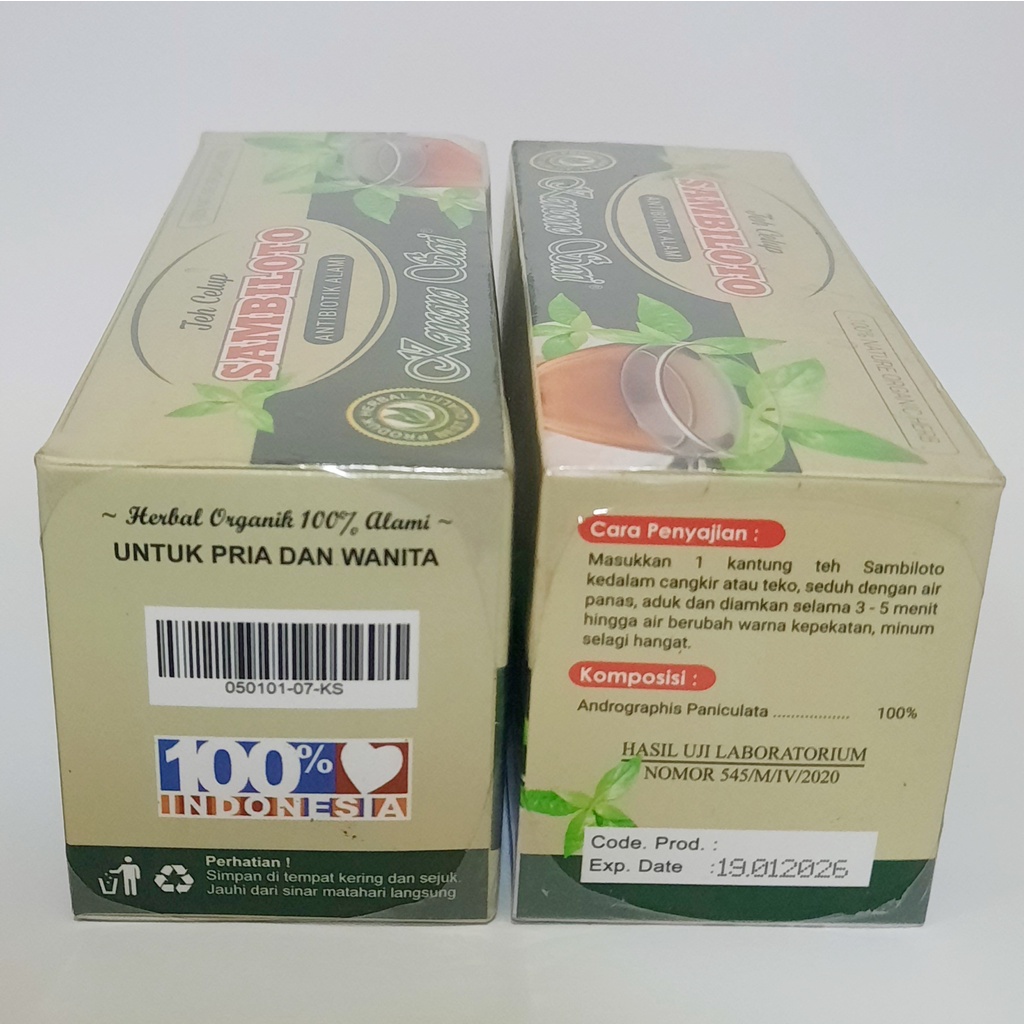 Teh Celup
SAMBILOTO
ANTIBIOTIK ALAMI
Kencono Sari
PRODUK HERBAL
~ Herbal Organik 100% Alami ~
UNTUK PRIA DAN WANITA
050101-07-KS
100%
INDONESIA
Perhatian !
Simpan di tempat kering dan sejuk.
Jauhi dari sinar matahari langsung
Teh Celup
SAMBILOTO
ANTIBIOTIK ALAMI
Kencono Sari
Cara Penyajian :
Masukkan 1 kantung teh Sambiloto
kedalam cangkir atau teko, seduh dengan air
panas, aduk dan diamkan selama 3 - 5 menit
hingga air berubah warna kepekatan, minum
selagi hangat.
Komposisi :
Andrographis Paniculata .................. 100%
HASIL UJI LABORATORIUM
NOMOR 545/M/IV/2020
Code. Prod. :
Exp. Date :19.012026